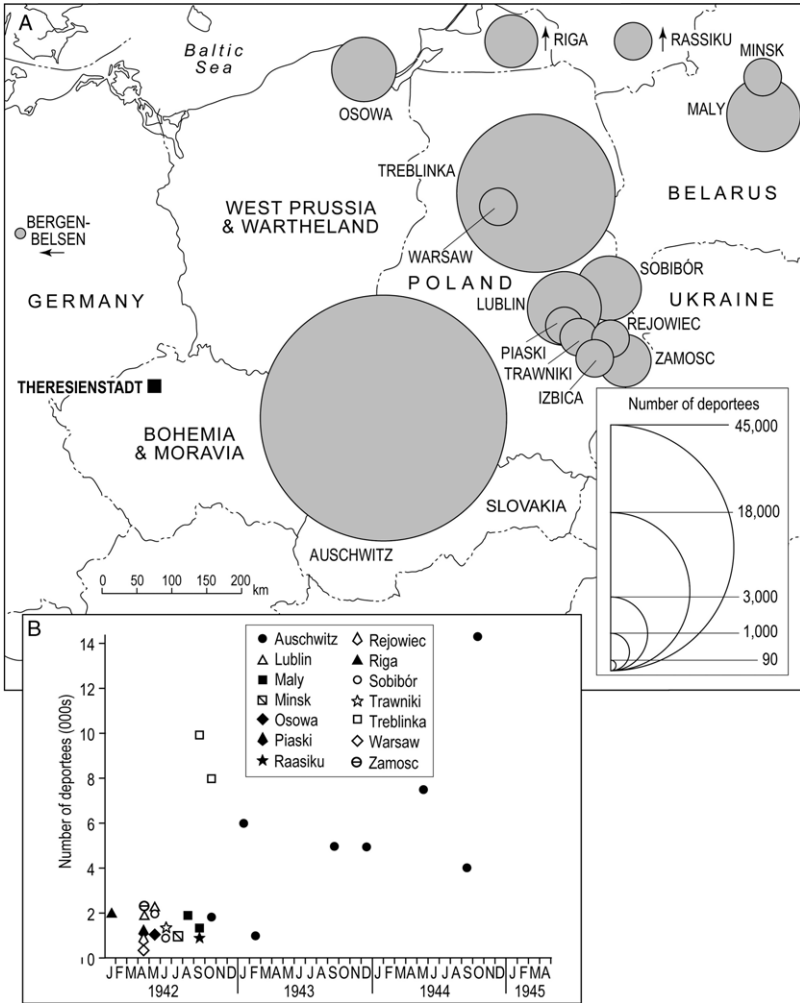 A
Baltic
Sea
RIGA
RASSIKU
MINSK
OSOWA
MALY
TREBLINKA
BELARUS
WEST PRUSSIA
& WARTHELAND
BERGEN-
BELSEN
WARSAW
SOBIBÓR
POLAND
GERMANY
LUBLIN
UKRAINE
REJOWIEC
PIASKI
TRAWNIKI
ZAMOSC
THERESIENSTADT
IZBICA
BOHEMIA
& MORAVIA
SLOVAKIA
AUSCHWITZ
0 50 100 150 200
km
Number of deportees
45,000
18,000
3,000
1,000
90
B
Number of deportees (000s)
14
12
10
8
6
4
2
0
Auschwitz
Lublin
Maly
Minsk
Osowa
Piaski
Raasiku
Rejowiec
Riga
Sobibór
Trawniki
Treblinka
Warsaw
Zamosc
J F M A M J J A S O N D J F M A M J J A S O N D J F M A M J J A S O N D J F M A
1942 1943 1944 1945